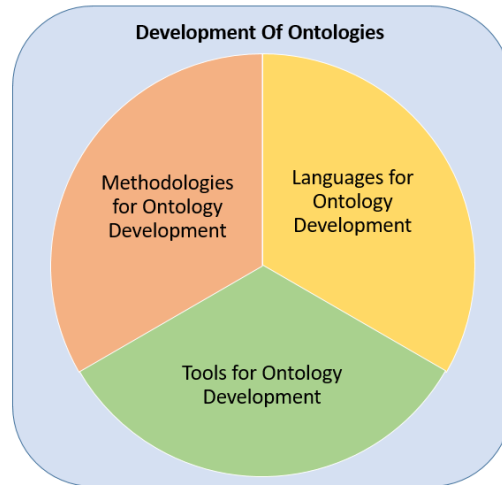 Development Of Ontologies
Methodologies
for Ontology
Development
Languages for
Ontology
Development
Tools for Ontology
Development